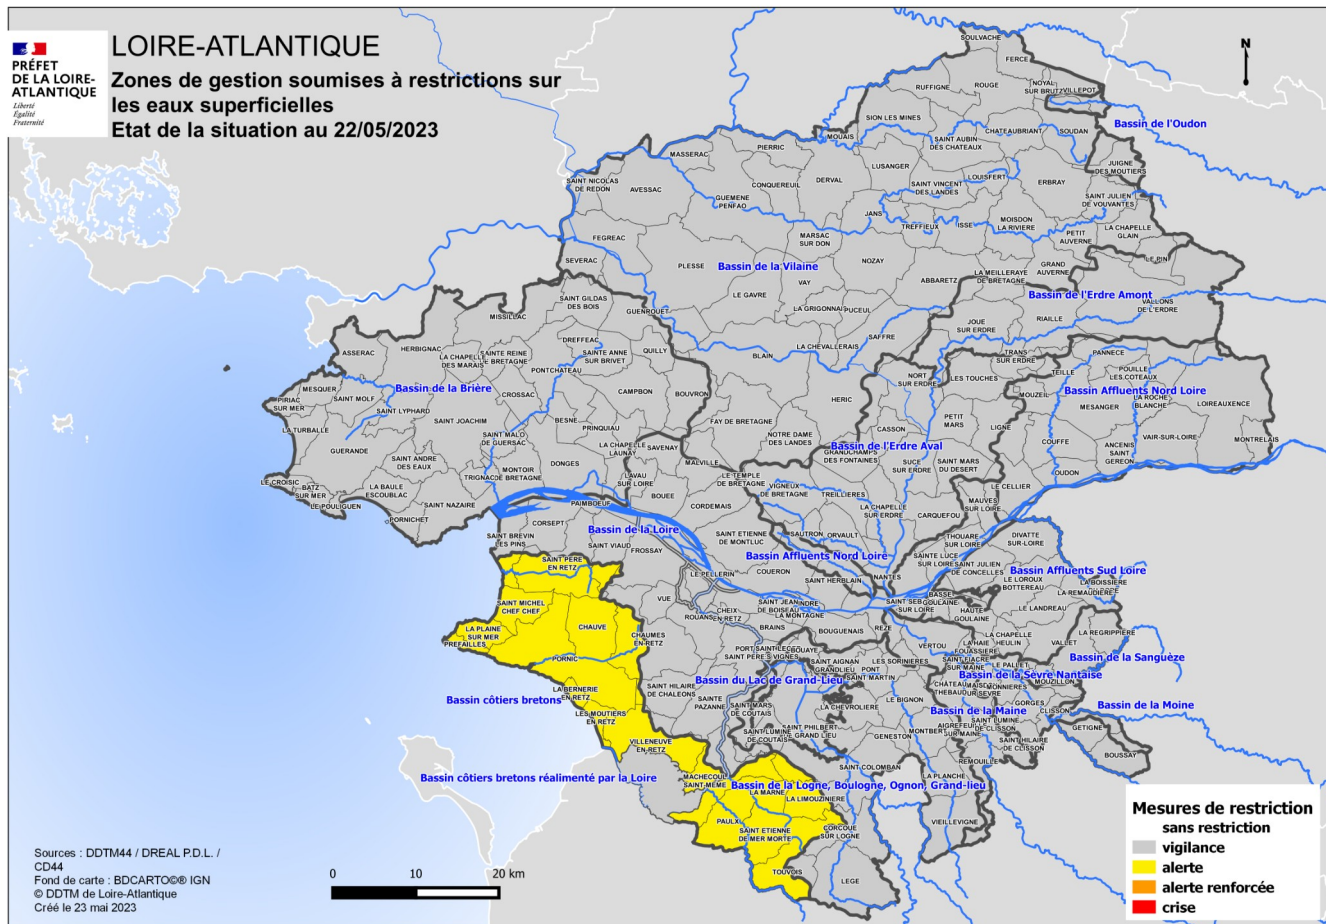 PRÉFET
DE LA LOIRE-
ATLANTIQUE
Liberté
Égalité
Fraternité
LOIRE-ATLANTIQUE
Zones de gestion soumises à restrictions sur
les eaux superficielles
Etat de la situation au 22/05/2023
N
SOULVACHE
FERCE
RUFFIGNE
ROUGE
NOYAL
SUR BRUTZ
VILLEPOT
Bassin de l'Oudon
SION LES MINES
MOUAIS
SAINT AUBIN
DES CHATEAUX
CHATEAUBRIANT
SOUDAN
PIERRIC
MASSERAC
LUSANGER
JUIGNE
DES MOUTIERS
SAINT NICOLAS
DE REDON
AVESSAC
CONQUEREUIL
DERVAL
SAINT VINCENT
DES LANDES
LOUISFERT
ERBRAY
GUEMENE
PENFAO
SAINT JULIEN
DE VOUVANTES
JANS
TREFFIEUX
ISSE
MOISDON
LA RIVIERE
PETIT
AUVERNE
LA CHAPELLE
GLAIN
FEGREAC
MARSAC
SUR DON
SEVERAC
PLESSE
Bassin de la Vilaine
NOZAY
ABBARETZ
LA MEILLERAYE
DE BRETAGNE
GRAND
AUVERNE
LE PIN
VAY
LE GAVRE
LA GRIGONNAIS
PUCEUL
Bassin de l'Erdre Amont
VALLONS
DE L'ERDRE
SAINT GILDAS
DES BOIS
MISSILLAC
GUENROUET
SAFFRE
JOUE
SUR ERDRE
RIAILLE
DREFFEAC
LA CHEVALLERAIS
BLAIN
TRANS
SUR ERDRE
HERBIGNAC
ASSERAC
LA CHAPELLE
DES MARAIS
SAINTE REINE
DE BRETAGNE
SAINTE ANNE
SUR BRIVET
QUILLY
PONTCHATEAU
PANNECE
TEILLE
POUILLE
LES COTEAUX
NORT
SUR ERDRE
LES TOUCHES
Bassin Affluents Nord Loire
MESQUER
Bassin de la Brière
CROSSAC
CAMPBON
BOUVRON
HERIC
MOUZEIL
MESANGER
LA ROCHE
BLANCHE
LOIREAUXENCE
PIRIAC
SUR MER
SAINT MOLF
SAINT LYPHARD
SAINT JOACHIM
BESNE
PRINQUIAU
FAY DE BRETAGNE
CASSON
PETIT
MARS
LIGNE
LA TURBALLE
GUERANDE
SAINT MALO
DE GUERSAC
LA CHAPELLE
LAUNAY
SAVENAY
NOTRE DAME
DES LANDES
Bassin de l'Erdre Aval
COUFFE
ANCENIS
SAINT
GEREON
VAIR-SUR-LOIRE
MONTRELAIS
GRANDCHAMPS
DES FONTAINES
SUCE
SUR ERDRE
SAINT MARS
DU DESERT
OUDON
SAINT ANDRE
DES EAUX
MONTOIR
DE BRETAGNE
TRIGNAC
DONGES
MALVILLE
LAVAU
SUR LOIRE
LE TEMPLE
DE BRETAGNE
VIGNEUX
DE BRETAGNE
TREILLIERES
LE CELLIER
LE CROISIC
BATZ
SUR MER
LE POULIGUEN
LA BAULE
ESCOUBLAC
BOUEE
PORNICHET
SAINT NAZAIRE
PAIMBOEUF
CORDEMAIS
LA CHAPELLE
SUR ERDRE
CARQUEFOU
MAUVES
SUR LOIRE
CORSEPT
Bassin de la Loire
SAINT ETIENNE
DE MONTLUC
SAUTRON
ORVAULT
THOUARE
SUR LOIRE
DIVATTE
SUR-LOIRE
SAINT BREVIN
LES PINS
SAINT VIAUD
FROSSAY
Bassin Affluents Nord Loire
SAINTE LUCE
SUR LOIRE
SAINT JULIEN
DE CONCELLES
Bassin Affluents Sud Loire
SAINT PERE
EN RETZ
LE PELLERIN
COUERON
SAINT HERBLAIN
NANTES
LE LOROUX
BOTTEREAU
LA BOISSIERE
LA REMAUDIERE
SAINT MICHEL
CHEF CHEF
VUE
SAINT JEAN
DE BOISEAU
INDRE
LA MONTAGNE
SAINT SEB
SUR LOIRE
BASSE
GOULAINE
HAUTE
GOULAINE
LE LANDREAU
CHAUVE
ROUANS
CHEIX
EN RETZ
BRAINS
BOUGUENAIS
REZE
LA PLAINE
SUR MER
PREFAILLES
CHAUMES
EN RETZ
VERTOU
LA HAIE
FOUASSIERE
LA CHAPELLE
HEULIN
VALLET
LA REGRIPPIERE
PORNIC
PORT SAINT
SAINT PERE
BOUAYE
SAINT AIGNAN
GRANDLIEU
PONT
SAINT MARTIN
LES SORINIERES
SAINT FIACRE
SUR MAINE
LE PALLET
Bassin de la Sanguèze
Bassin du Lac de Grand-Lieu
Bassin de la Sèvre Nantaise
LA BERNERIE
EN RETZ
Bassin côtiers bretons
SAINT HILAIRE
DE CHALEONS
SAINTE
PAZANNE
SAINT MARS
DE COUTAIS
LA CHEVROLIERE
LE BIGNON
CHÂTEAU
THEBAUD
MONNIERES
MOUZILLON
GORGES
CLISSON
Bassin de la Moine
LES MOUTIERS
EN RETZ
Bassin de la Maine
SAINT LUMINE
DE COUTAIS
SAINT PHILBERT
DE GRAND LIEU
GENESTON
MONTBERT
AIGREFEUILLE
SUR MAINE
SAINT LUMINE
DE CLISSON
SAINT HILAIRE
DE CLISSON
GETIGNE
BOUSSAY
VILLENEUVE
EN RETZ
REMOUILLE
Bassin côtiers bretons réalimenté par la Loire
MACHECOUL
SAINT-MEME
SAINT COLOMBAN
LA PLANCHE
Bassin de la Logne, Boulogne, Ognon, Grand-lieu
LA MARNE
LA LIMOUZINIERE
PAULX
SAINT ETIENNE
DE MER MORTE
CORCOUE
SUR LOGNE
VIEILLEVIGNE
TOUVOIS
LEGE
Mesures de restriction
sans restriction
vigilance
alerte
alerte renforcée
crise
Sources : DDTM44 / DREAL P.D.L. /
CD44
Fond de carte : BDCARTO©® IGN
© DDTM de Loire-Atlantique
Créé le 23 mai 2023
0 10 20 km